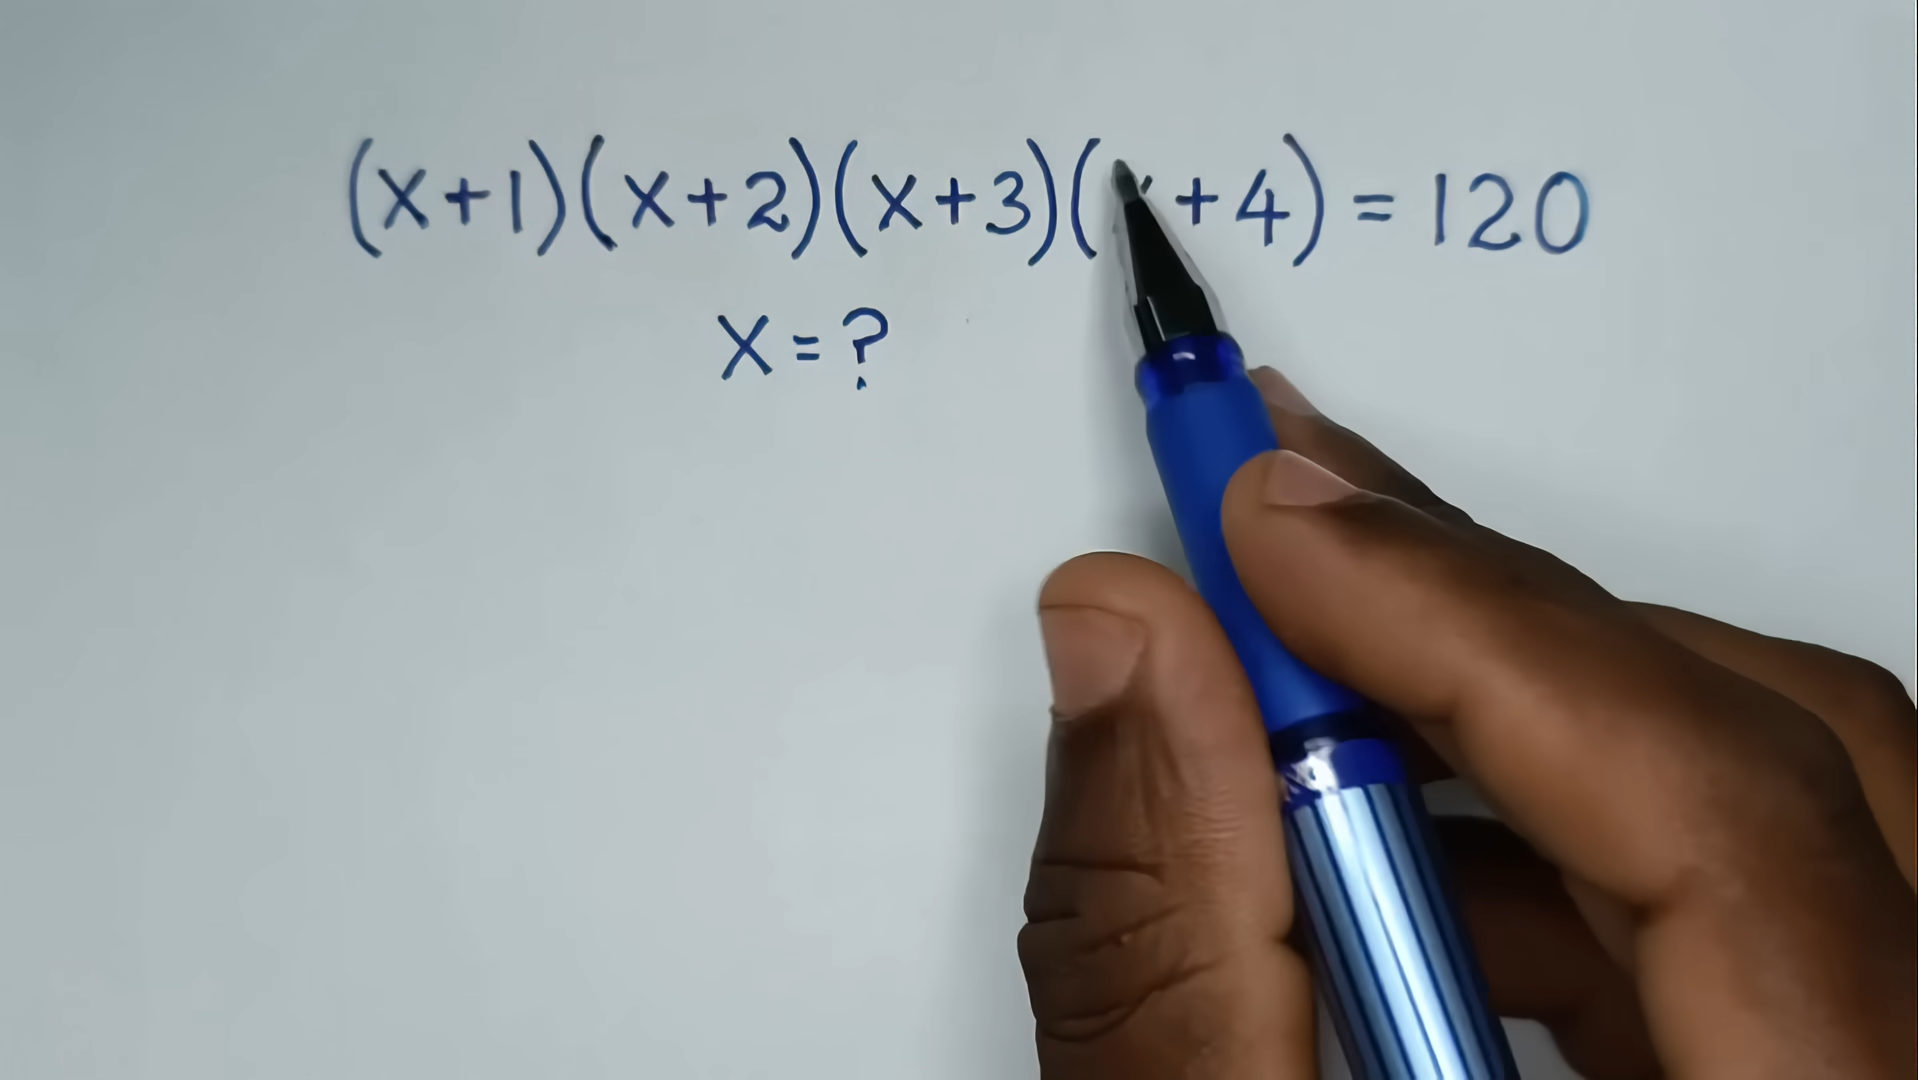 (x+1)(x+2)(x+3)(x+4) = 120
x = ?